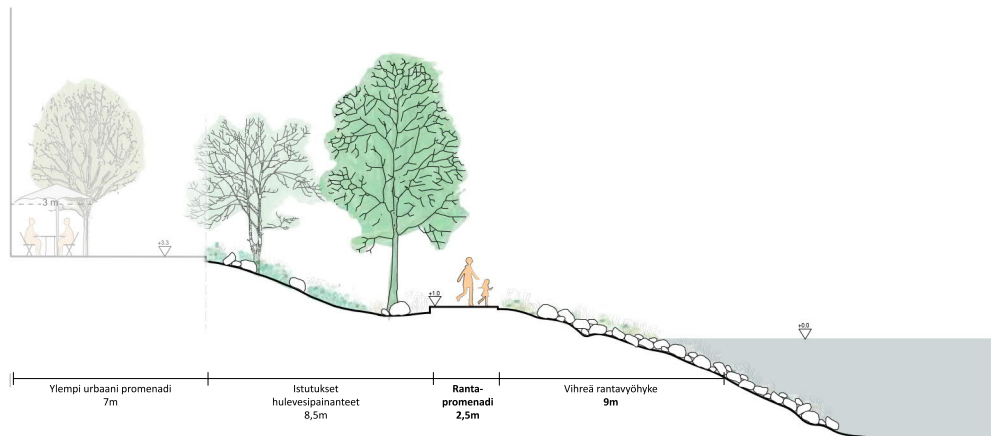 3 m
+3.3
+1.0
+0.0
Ylempi urbaani promenadi
7m
Istutukset
hulevesipainanteet
8,5m
Ranta-
promenadi
2,5m
Vihreä rantavyöhyke
9m